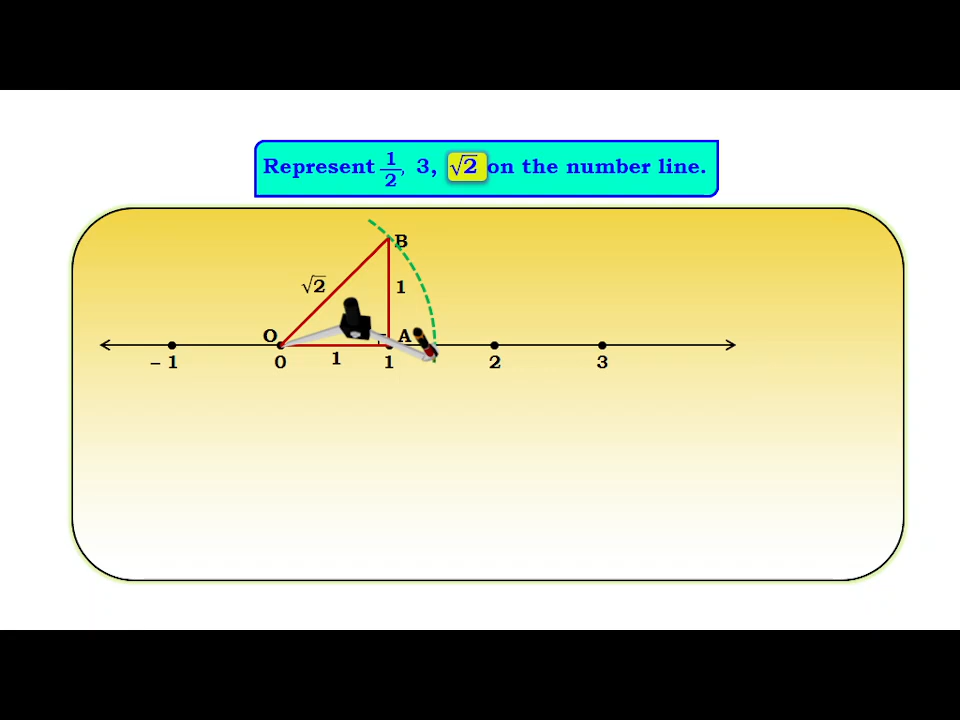 Represent 1/2, 3, √2 on the number line.
B
√2
1
O
A
1
– 1
0
1
2
3